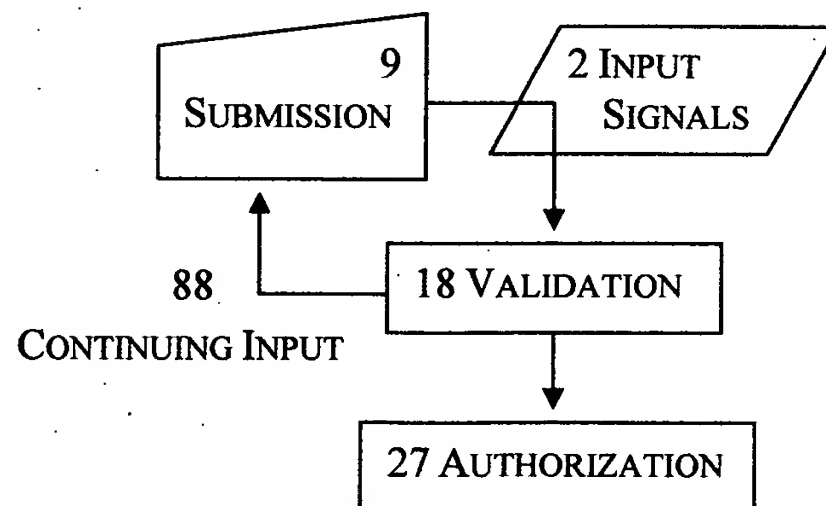 9
SUBMISSION
2 INPUT
SIGNALS
88
CONTINUING INPUT
18 VALIDATION
27 AUTHORIZATION